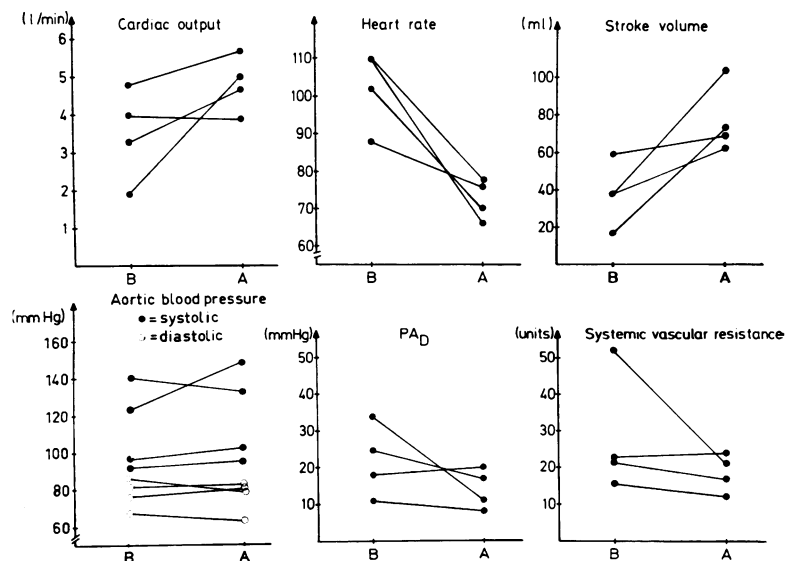 (l/min) Cardiac output
6
5
4
3
2
1
B A
Heart rate
110
100
90
80
70
60
B A
(ml) Stroke volume
100
80
60
40
20
B A
(mm Hg) Aortic blood pressure
● = systolic
○ = diastolic
160
140
120
100
80
60
B A
(mmHg) PAD
50
40
30
20
10
B A
(units) Systemic vascular resistance
50
40
30
20
10
B A